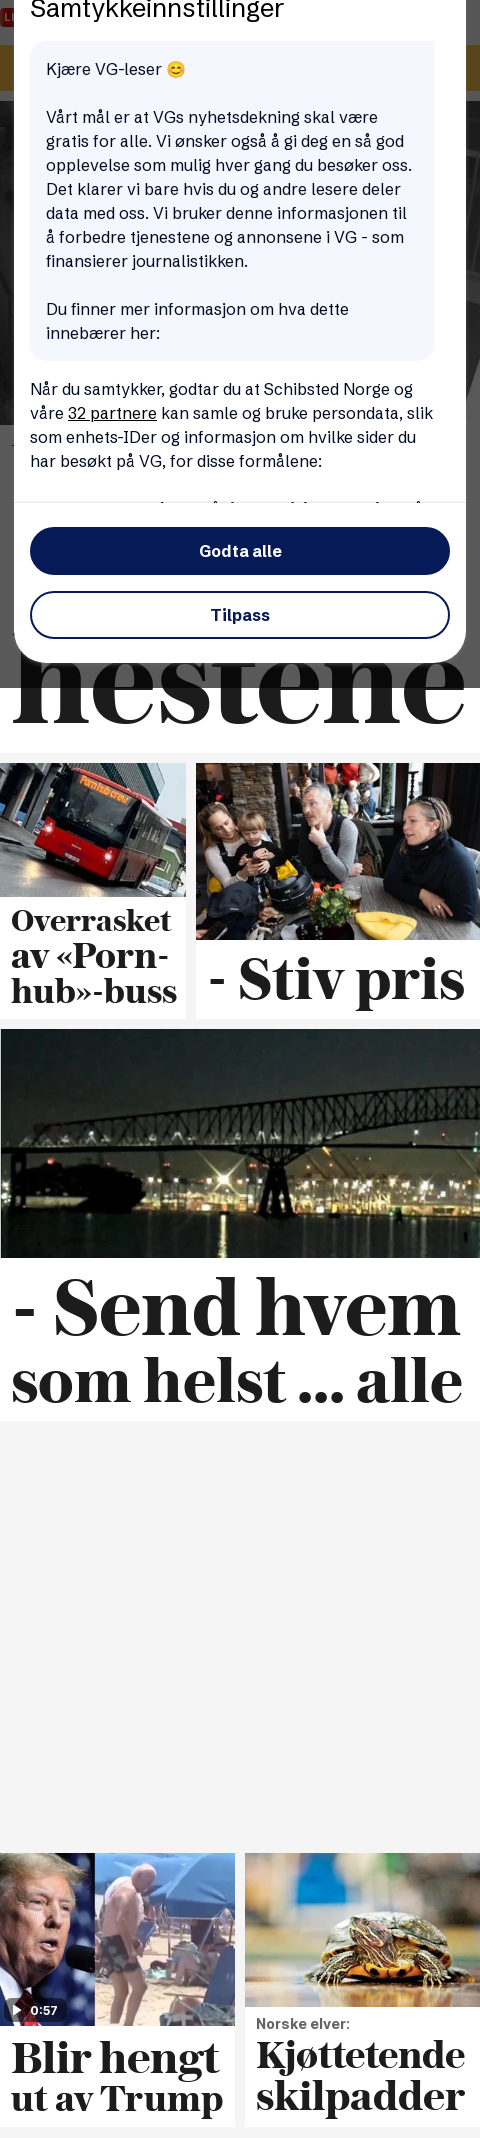 Samtykkeinnstillinger
Kjære VG-leser 😊
Vårt mål er at VGs nyhetsdekning skal være
gratis for alle. Vi ønsker også å gi deg en så god
opplevelse som mulig hver gang du besøker oss.
Det klarer vi bare hvis du og andre lesere deler
data med oss. Vi bruker denne informasjonen til
å forbedre tjenestene og annonsene i VG - som
finansierer journalistikken.
Du finner mer informasjon om hva dette
innebærer her:
Når du samtykker, godtar du at Schibsted Norge og
våre 32 partnere kan samle og bruke persondata, slik
som enhets-IDer og informasjon om hvilke sider du
har besøkt på VG, for disse formålene:
Godta alle
Tilpass
hestene
Pornhub crew!
Overrasket
av «Porn-
hub»-buss
- Stiv pris
- Send hvem
som helst ... alle
0:57
Blir hengt
ut av Trump
Norske elver:
Kjøttetende
skilpadder